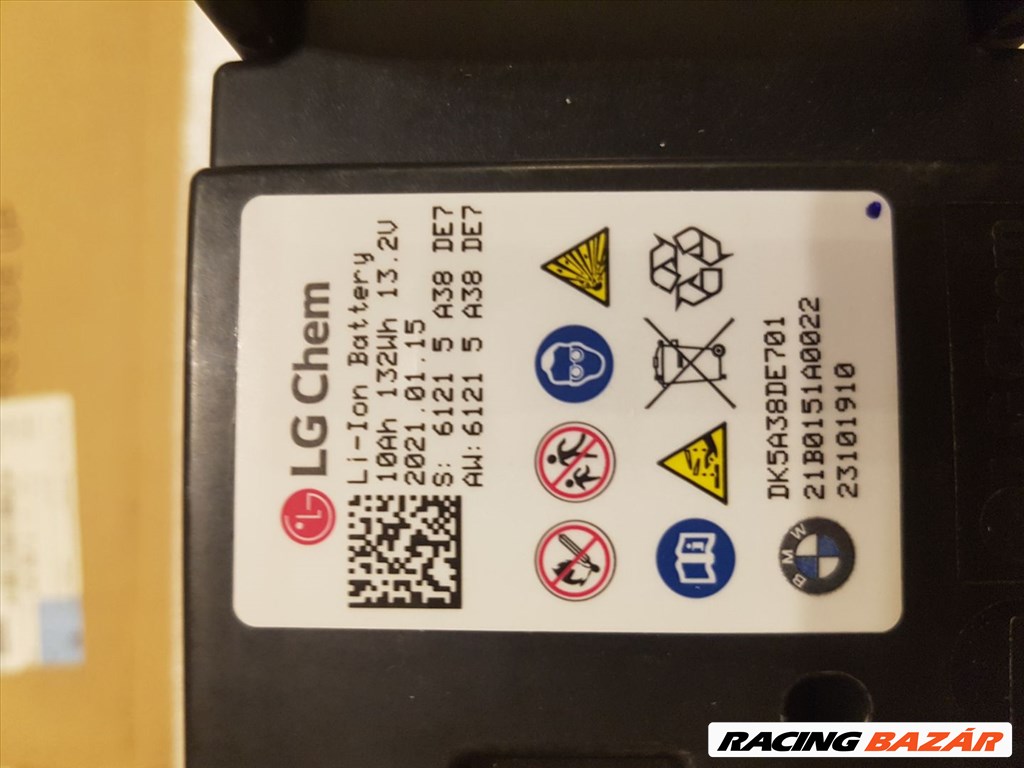 LG Chem
Li-Ion Battery
10Ah 132Wh 13.2V
2021.01.15
S: 6121 5 A38 DE7
AW:6121 5 A38 DE7
DK5A38DE701
21B0151A0022
23101910
BMW
RACING BAZÁR